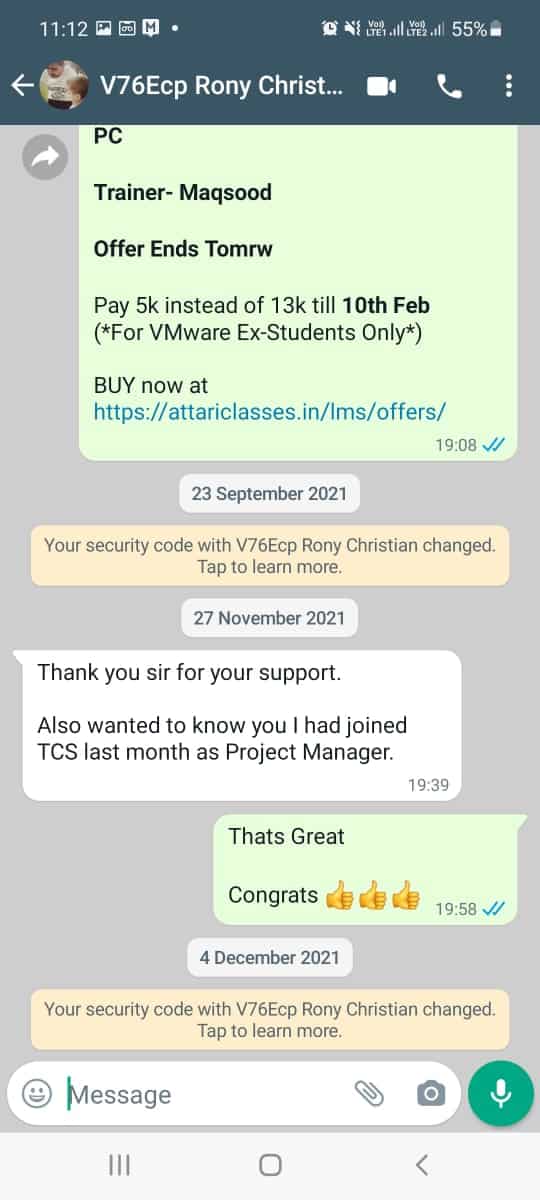 11:12 55%
V76Ecp Rony Christ...
PC
Trainer- Maqsood
Offer Ends Tomrw
Pay 5k instead of 13k till 10th Feb
(*For VMware Ex-Students Only*)
BUY now at
https://attariclasses.in/lms/offers/
19:08
23 September 2021
Your security code with V76Ecp Rony Christian changed.
Tap to learn more.
27 November 2021
Thank you sir for your support.
Also wanted to know you I had joined
TCS last month as Project Manager.
19:39
Thats Great
Congrats 👍👍👍
19:58
4 December 2021
Your security code with V76Ecp Rony Christian changed.
Tap to learn more.
Message